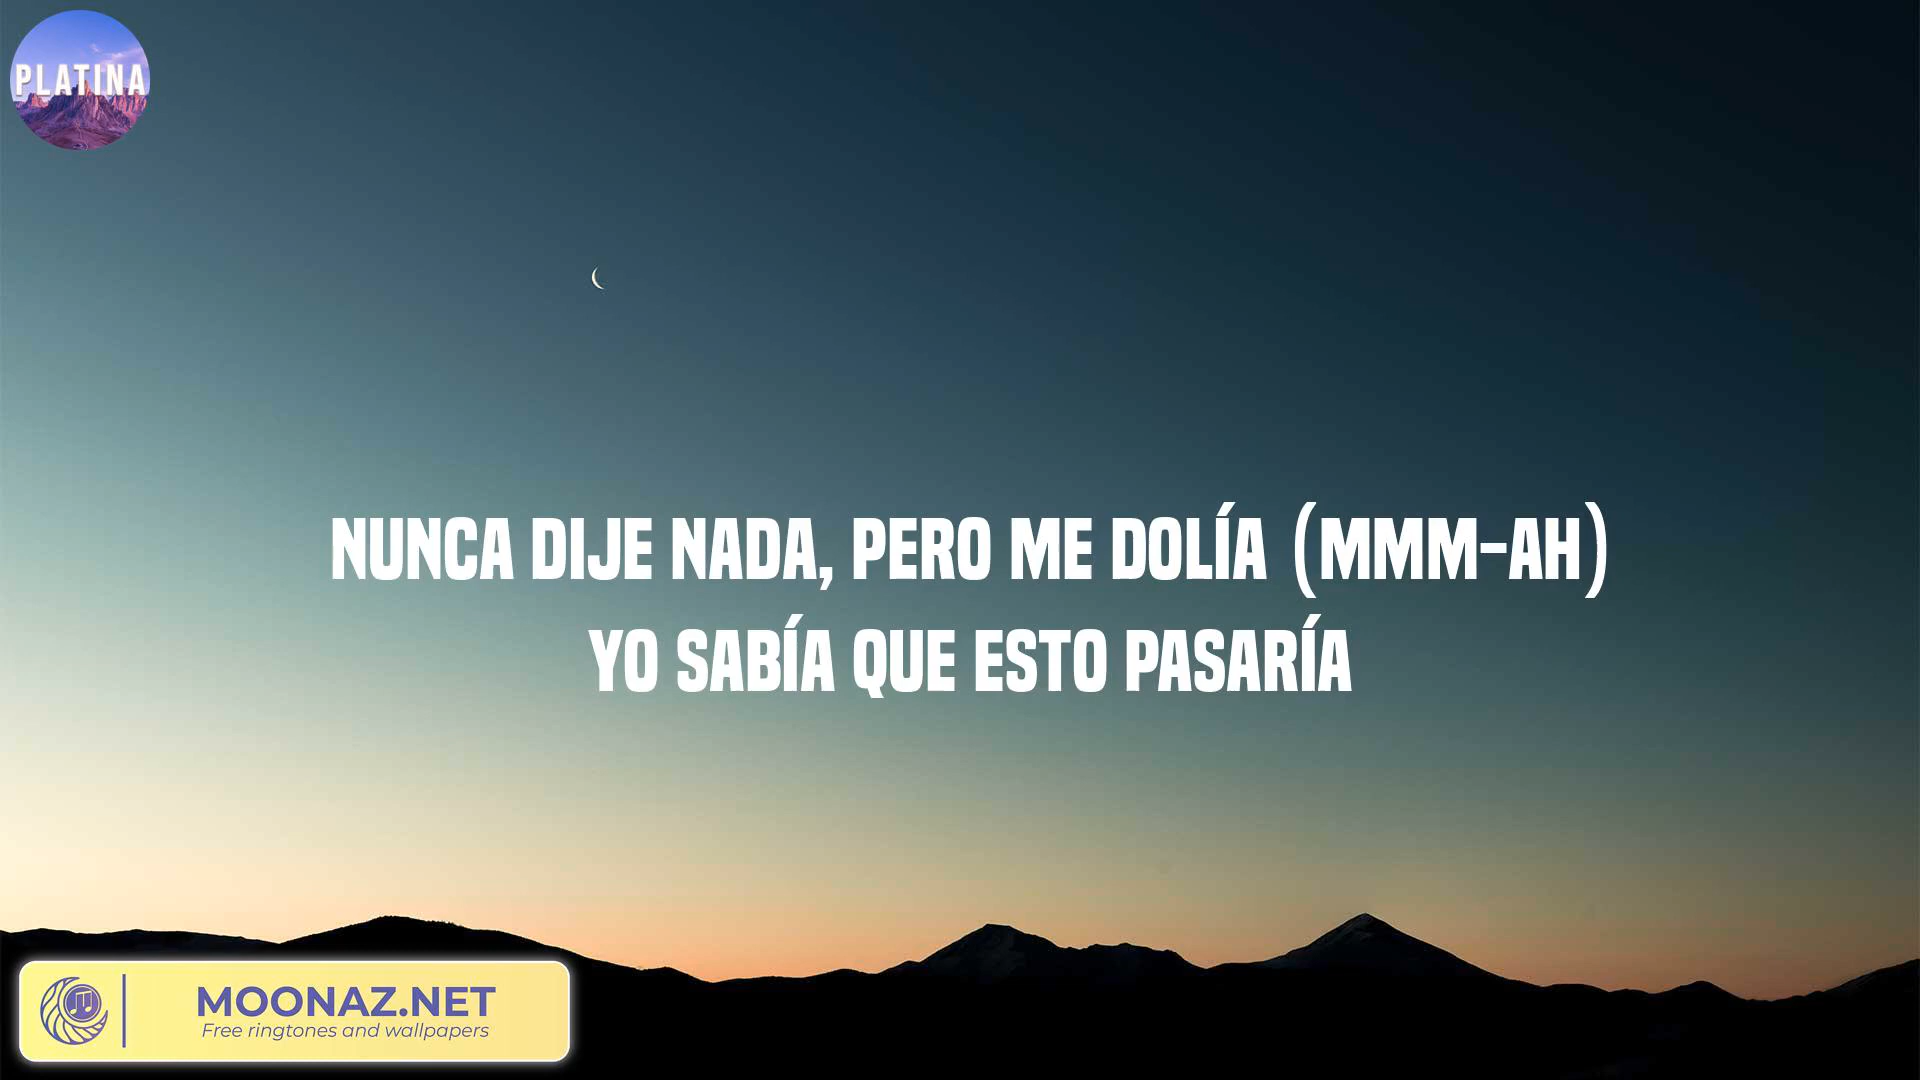 PLATINA
NUNCA DIJE NADA, PERO ME DOLÍA (MMM-AH)
YO SABÍA QUE ESTO PASARÍA
MOONAZ.NET
Free ringtones and wallpapers